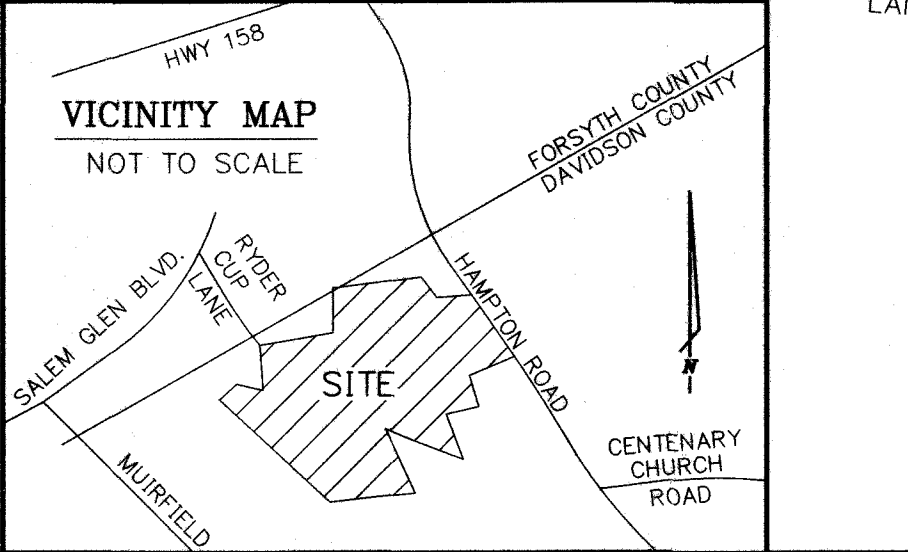 LAN
HWY 158
VICINITY MAP
NOT TO SCALE
FORSYTH COUNTY
DAVIDSON COUNTY
SALEM GLEN BLVD.
RYDER
CUP
LANE
HAMPTON ROAD
SITE
N
MUIRFIELD
CENTENARY
CHURCH
ROAD